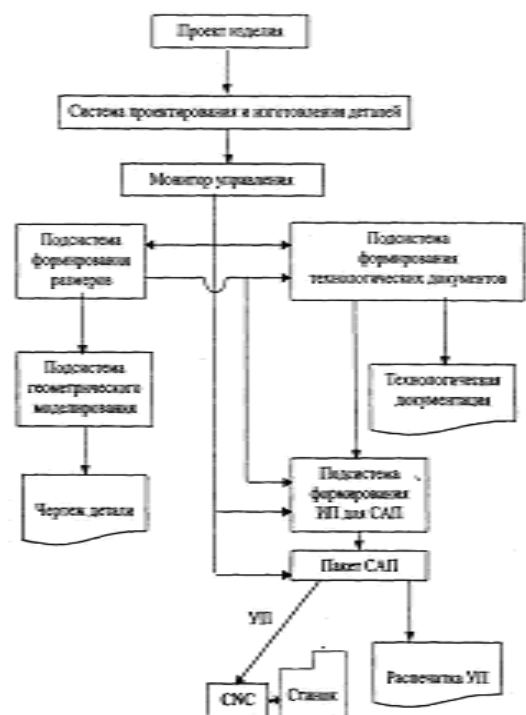 Проект изделия
Система проектирования и изготовления деталей
Монитор управления
Подсистема
формирования
размеров
Подсистема
формирования
технологических документов
Подсистема
геометрического
моделирования
Технологическая
документация
Чертеж детали
Подсистема
формирования
ИП для САП
Пакет САП
УП
CNC
Станок
Распечатка УП